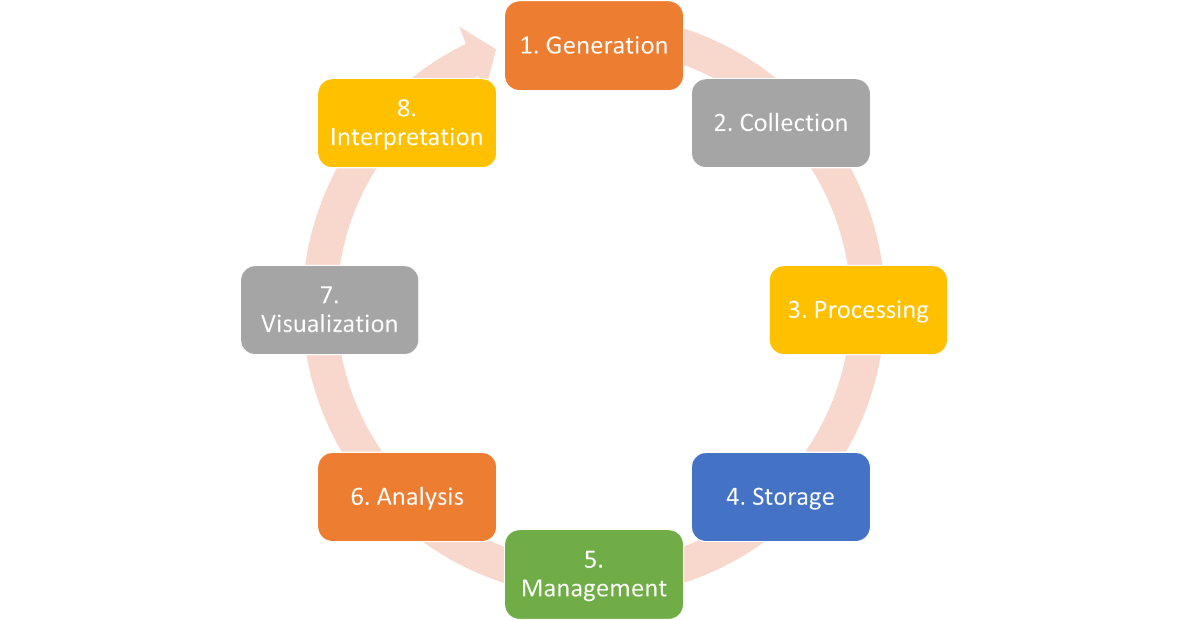 1. Generation
2. Collection
3. Processing
4. Storage
5.
Management
6. Analysis
7.
Visualization
8.
Interpretation